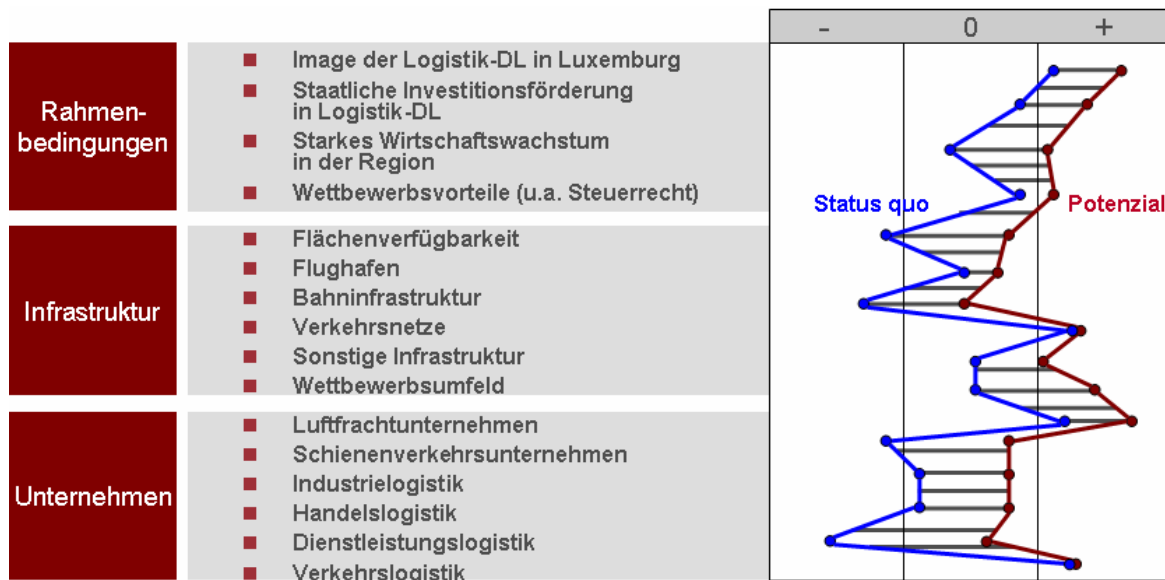 - 0 +
Rahmen-
bedingungen
Image der Logistik-DL in Luxemburg
Staatliche Investitionsförderung
in Logistik-DL
Starkes Wirtschaftswachstum
in der Region
Wettbewerbsvorteile (u.a. Steuerrecht)
Status quo
Potenzial
Infrastruktur
Flächenverfügbarkeit
Flughafen
Bahninfrastruktur
Verkehrsnetze
Sonstige Infrastruktur
Wettbewerbsumfeld
Unternehmen
Luftfrachtunternehmen
Schienenverkehrsunternehmen
Industrielogistik
Handelslogistik
Dienstleistungslogistik
Verkehrslogistik